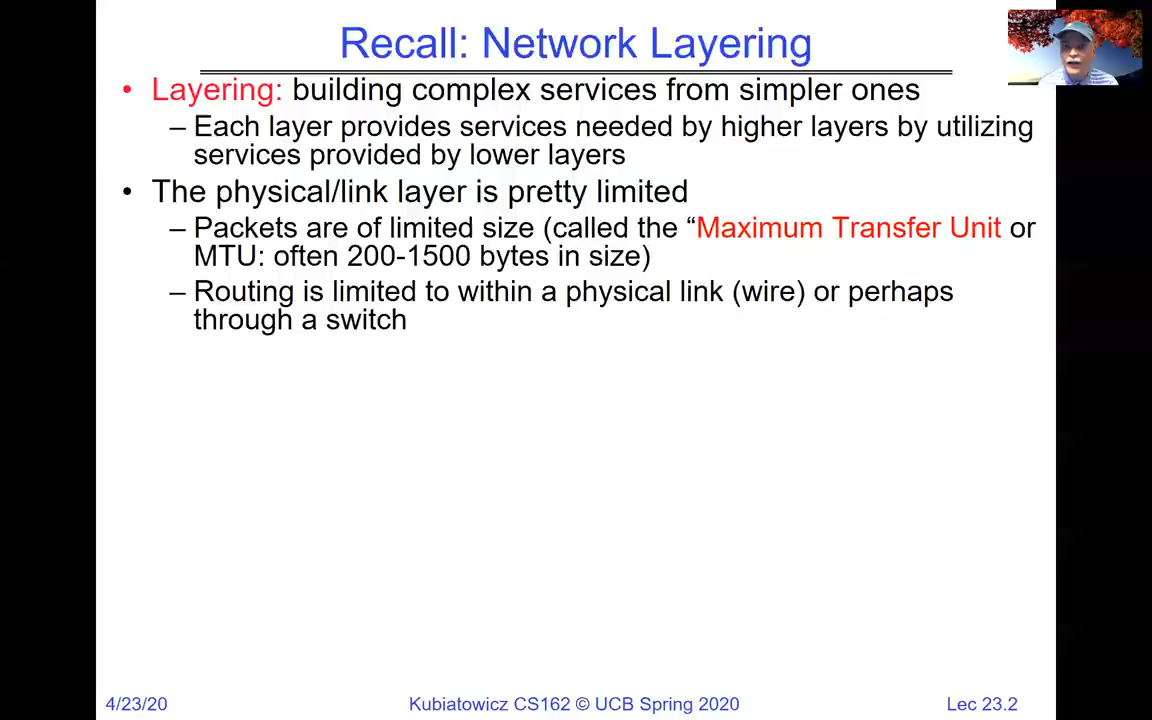 Recall: Network Layering
• Layering: building complex services from simpler ones
– Each layer provides services needed by higher layers by utilizing
services provided by lower layers
• The physical/link layer is pretty limited
– Packets are of limited size (called the “Maximum Transfer Unit or
MTU: often 200-1500 bytes in size)
– Routing is limited to within a physical link (wire) or perhaps
through a switch
4/23/20 Kubiatowicz CS162 © UCB Spring 2020 Lec 23.2